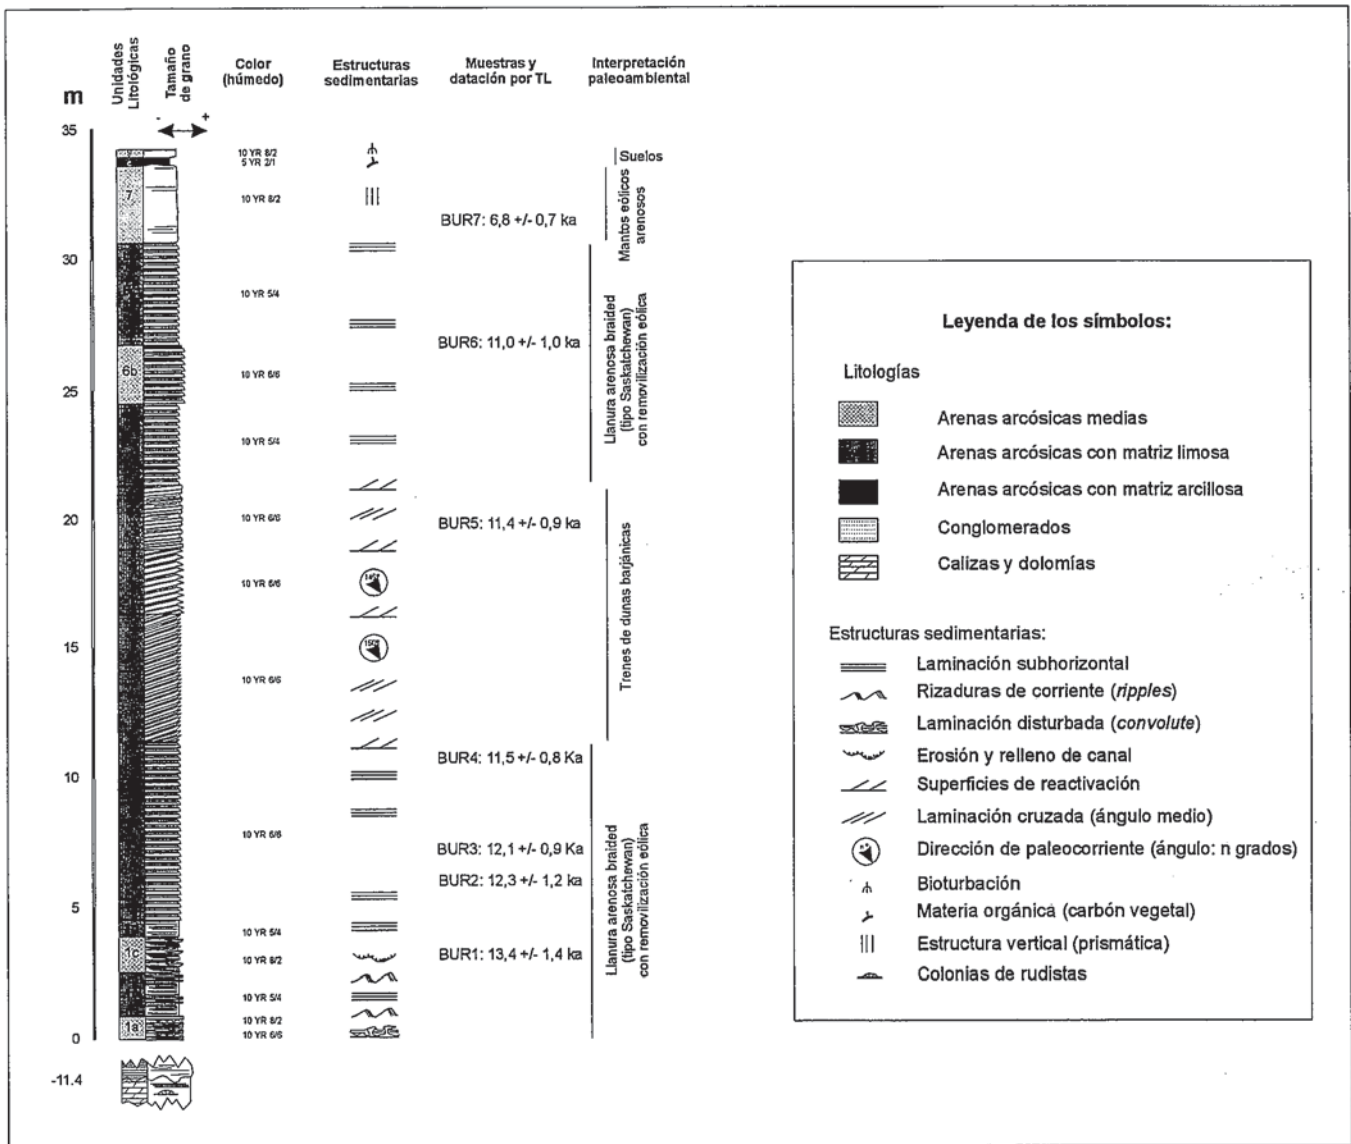 Unidades
Litológicas
Tamaño
de grano
Color
(húmedo)
Estructuras
sedimentarias
Muestras y
datación por TL
Interpretación
paleoambiental
m
- +
35
10 YR 8/2
5 YR 2/1
Suelos
7
10 YR 8/2
BUR7: 6,8 +/- 0,7 ka
Mantos eólicos
arenosos
30
10 YR 5/4
BUR6: 11,0 +/- 1,0 ka
Llanura arenosa braided
(tipo Saskatchewan)
con removilización eólica
6b
10 YR 6/6
25
10 YR 5/4
20
10 YR 6/6
BUR5: 11,4 +/- 0,9 ka
10 YR 6/6
Trenes de dunas barjánicas
15
10 YR 6/6
BUR4: 11,5 +/- 0,8 Ka
10
10 YR 6/6
BUR3: 12,1 +/- 0,9 Ka
BUR2: 12,3 +/- 1,2 ka
Llanura arenosa braided
(tipo Saskatchewan)
con removilización eólica
5
10 YR 5/4
1c
10 YR 8/2
BUR1: 13,4 +/- 1,4 ka
10 YR 5/4
1a
10 YR 8/2
0
10 YR 6/6
-11.4
Leyenda de los símbolos:
Litologías
Arenas arcósicas medias
Arenas arcósicas con matriz limosa
Arenas arcósicas con matriz arcillosa
Conglomerados
Calizas y dolomías
Estructuras sedimentarias:
Laminación subhorizontal
Rizaduras de corriente (ripples)
Laminación disturbada (convolute)
Erosión y relleno de canal
Superficies de reactivación
Laminación cruzada (ángulo medio)
Dirección de paleocorriente (ángulo: n grados)
Bioturbación
Materia orgánica (carbón vegetal)
Estructura vertical (prismática)
Colonias de rudistas